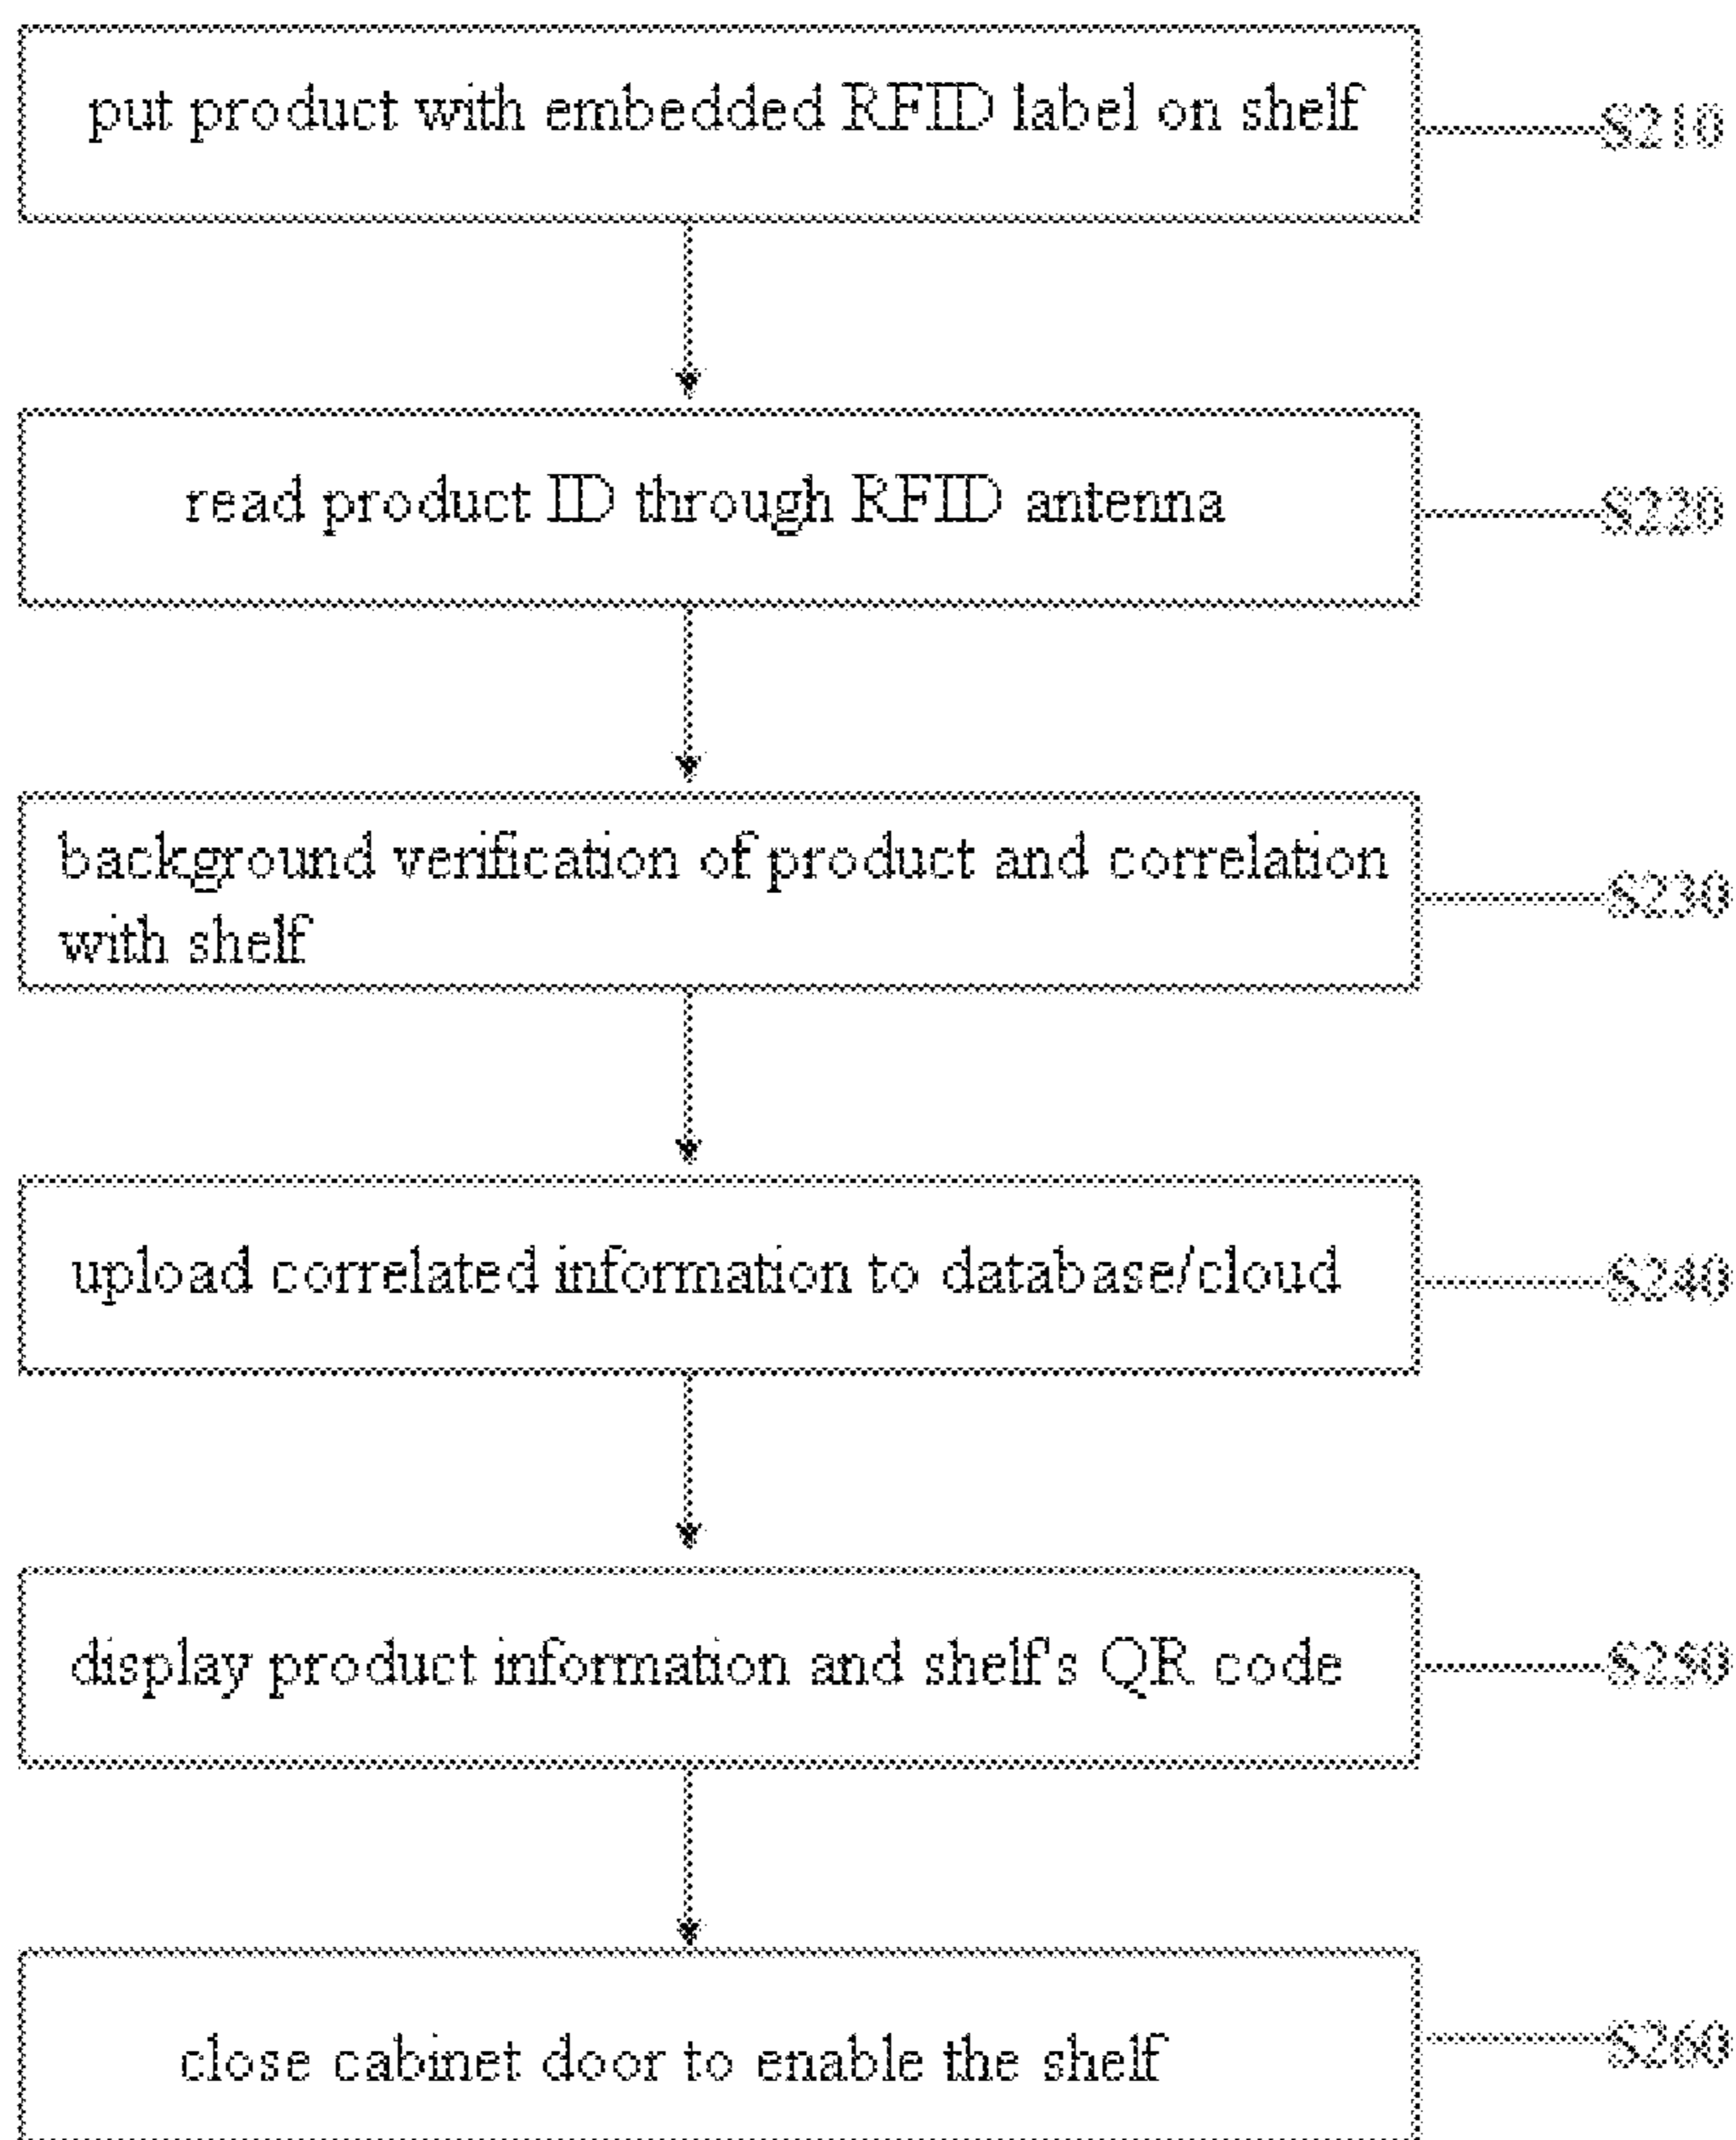 put product with embedded RFID label on shelf
S210
read product ID through RFID antenna
S220
background verification of product and correlation
with shelf
S230
upload correlated information to database/cloud
S240
display product information and shelf's QR code
S250
close cabinet door to enable the shelf
S260